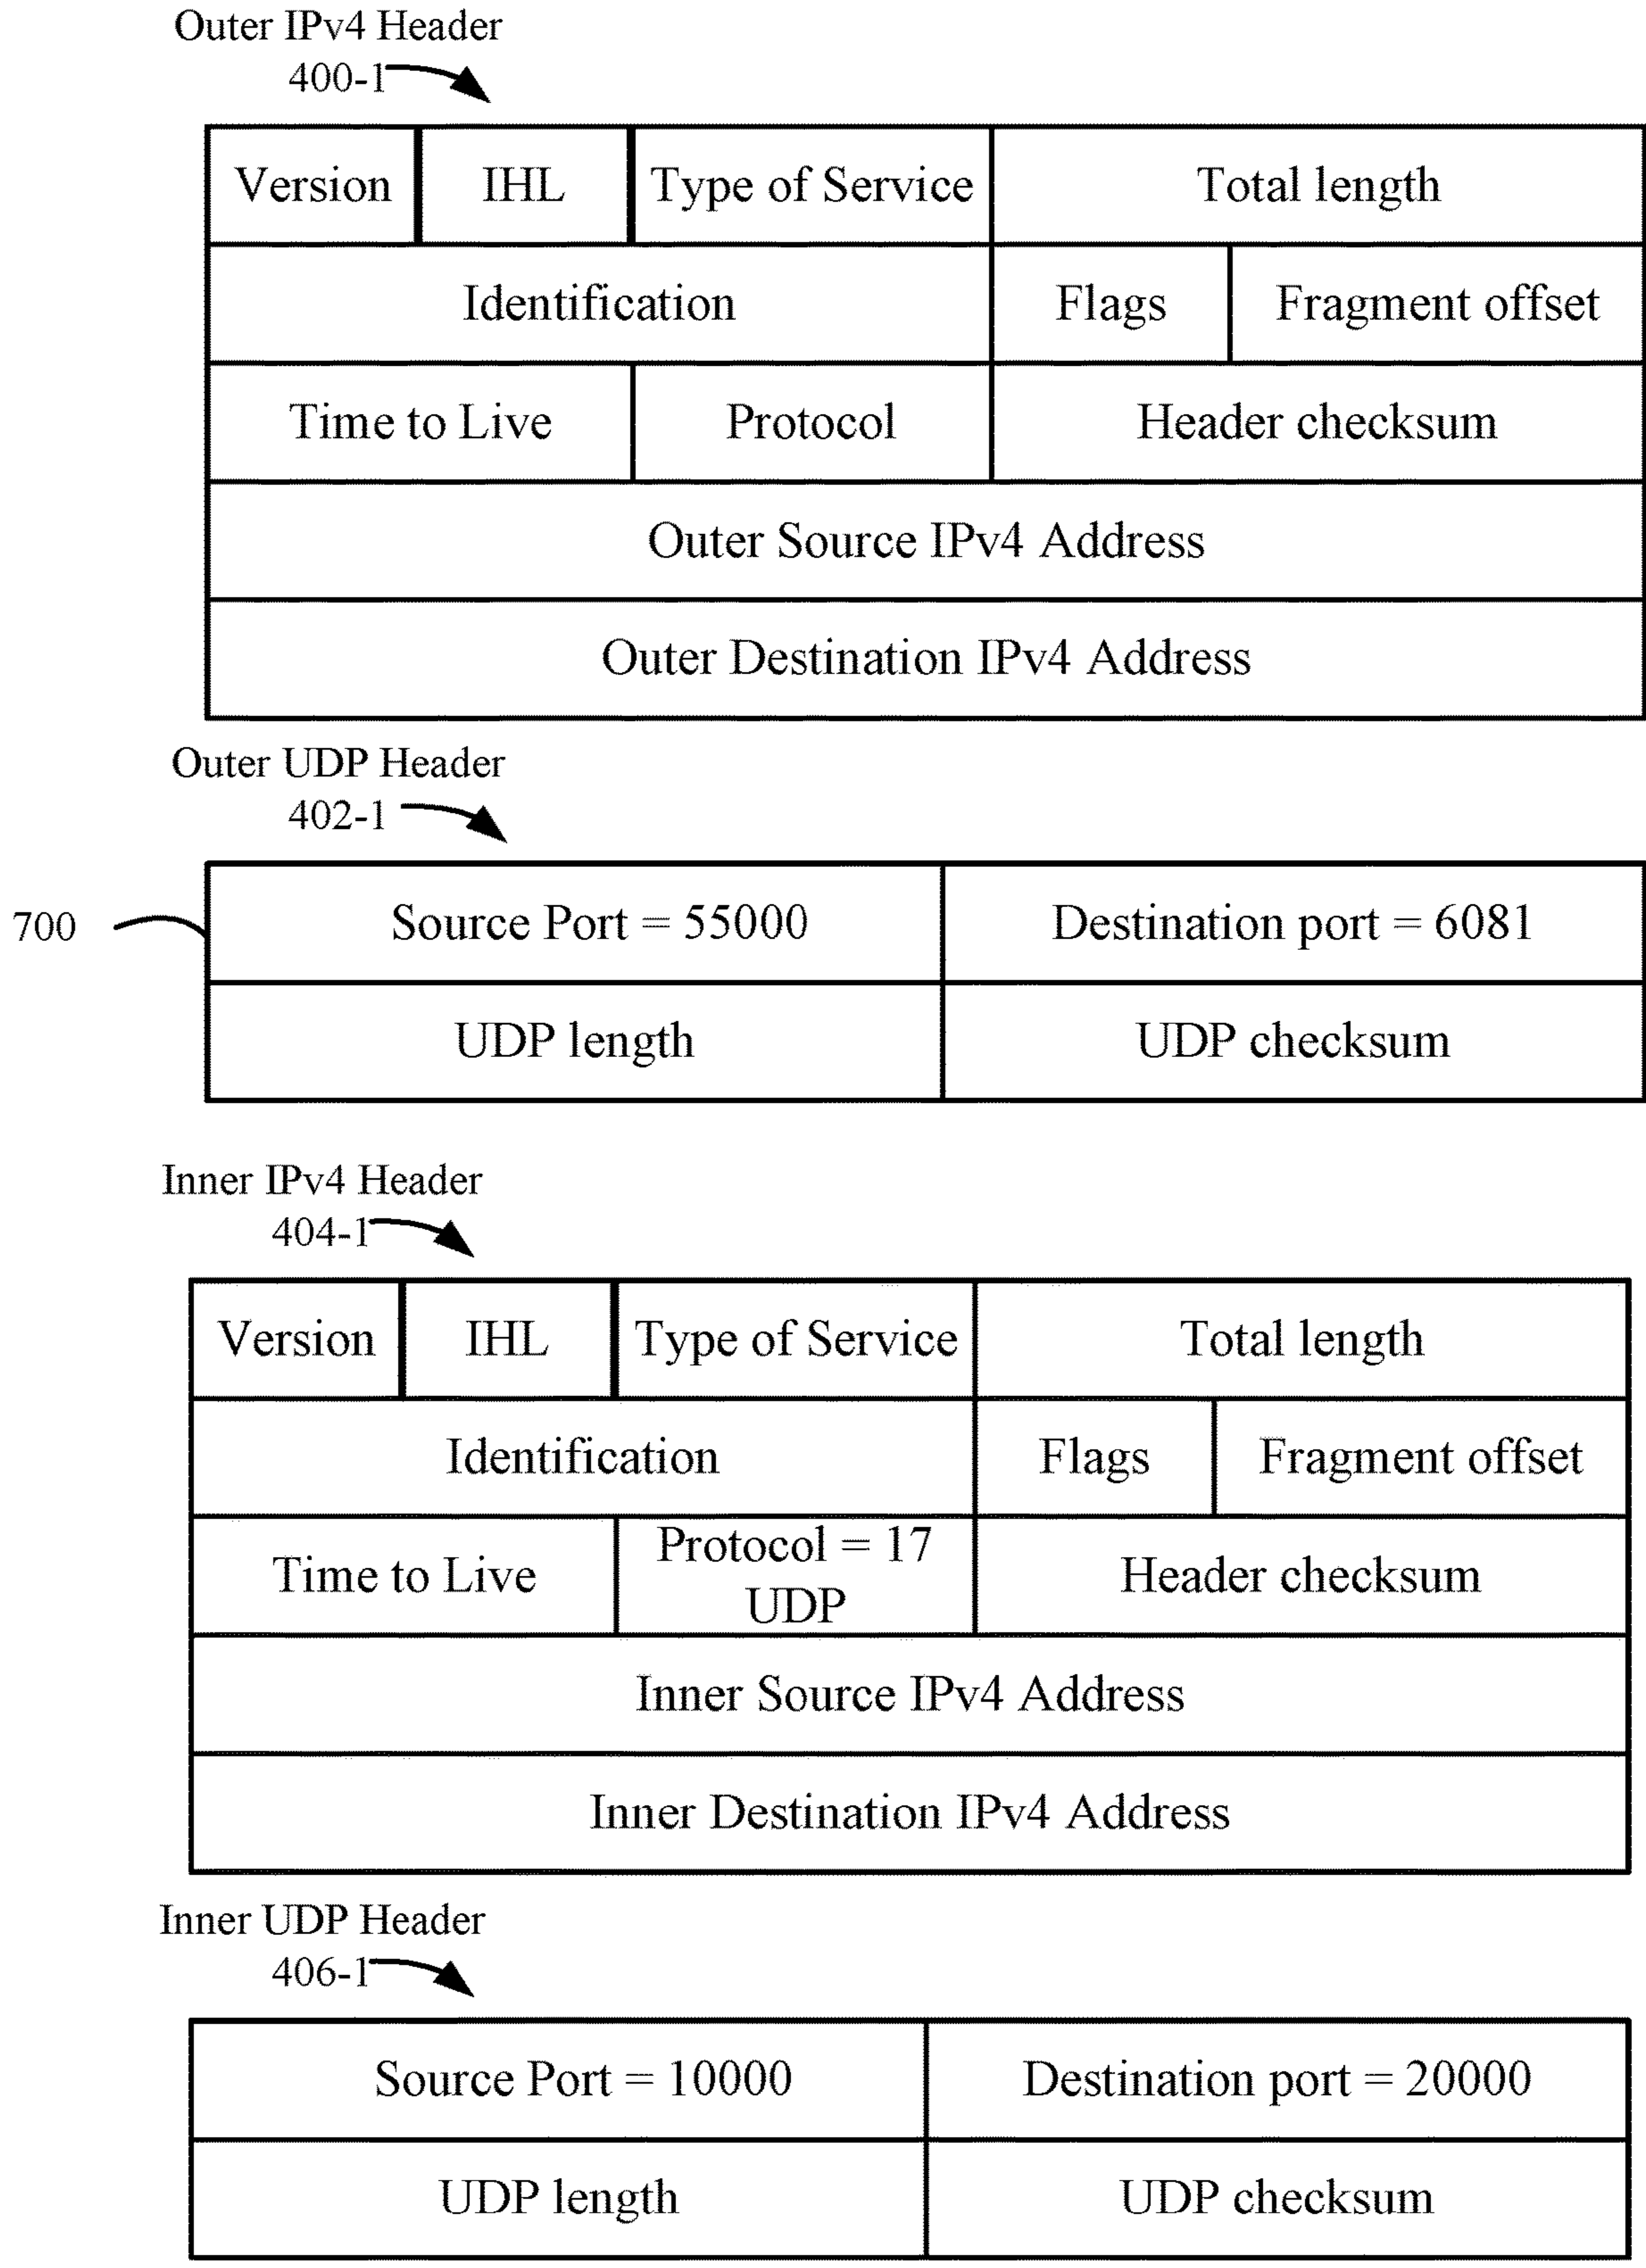 Outer IPv4 Header
400-1
Version IHL Type of Service Total length
Identification Flags Fragment offset
Time to Live Protocol Header checksum
Outer Source IPv4 Address
Outer Destination IPv4 Address
Outer UDP Header
402-1
700 Source Port = 55000 Destination port = 6081
UDP length UDP checksum
Inner IPv4 Header
404-1
Version IHL Type of Service Total length
Identification Flags Fragment offset
Time to Live Protocol = 17 UDP Header checksum
Inner Source IPv4 Address
Inner Destination IPv4 Address
Inner UDP Header
406-1
Source Port = 10000 Destination port = 20000
UDP length UDP checksum